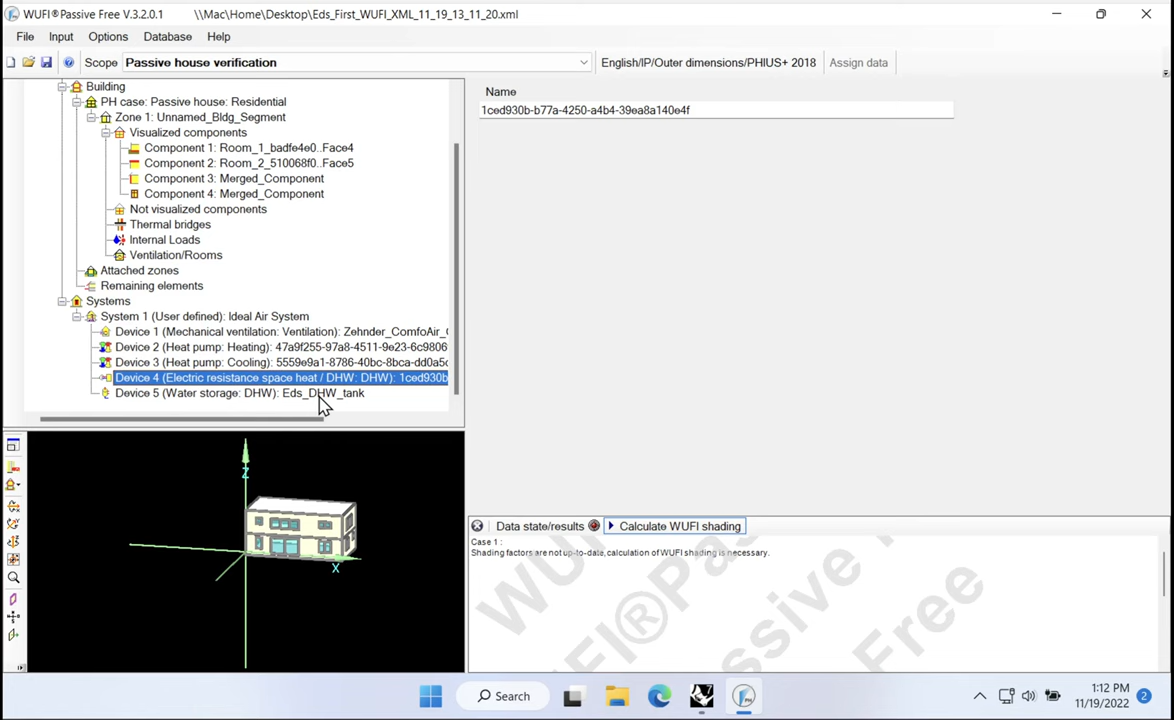 WUFI®Passive Free V.3.2.0.1 \\Mac\Home\Desktop\Eds_First_WUFI_XML_11_19_13_11_20.xml
File Input Options Database Help
Scope Passive house verification English/IP/Outer dimensions/PHIUS+ 2018 Assign data
Building
PH case: Passive house: Residential
Zone 1: Unnamed_Bldg_Segment
Visualized components
Component 1: Room_1_badfe4e0..Face4
Component 2: Room_2_510068f0..Face5
Component 3: Merged_Component
Component 4: Merged_Component
Not visualized components
Thermal bridges
Internal Loads
Ventilation/Rooms
Attached zones
Remaining elements
Systems
System 1 (User defined): Ideal Air System
Device 1 (Mechanical ventilation: Ventilation): Zehnder_ComfoAir_
Device 2 (Heat pump: Heating): 47a9f255-97a8-4511-9e23-6c9806
Device 3 (Heat pump: Cooling): 5559e9a1-8786-40bc-8bca-dd0a5
Device 4 (Electric resistance space heat / DHW: DHW): 1ced930b
Device 5 (Water storage: DHW): Eds_DHW_tank
Name
1ced930b-b77a-4250-a4b4-39ea8a140e4f
Z
X
Data state/results Calculate WUFI shading
Case 1 :
Shading factors are not up-to-date, calculation of WUFI shading is necessary.
WUFI®Passive Free
Search
1:12 PM
11/19/2022
2